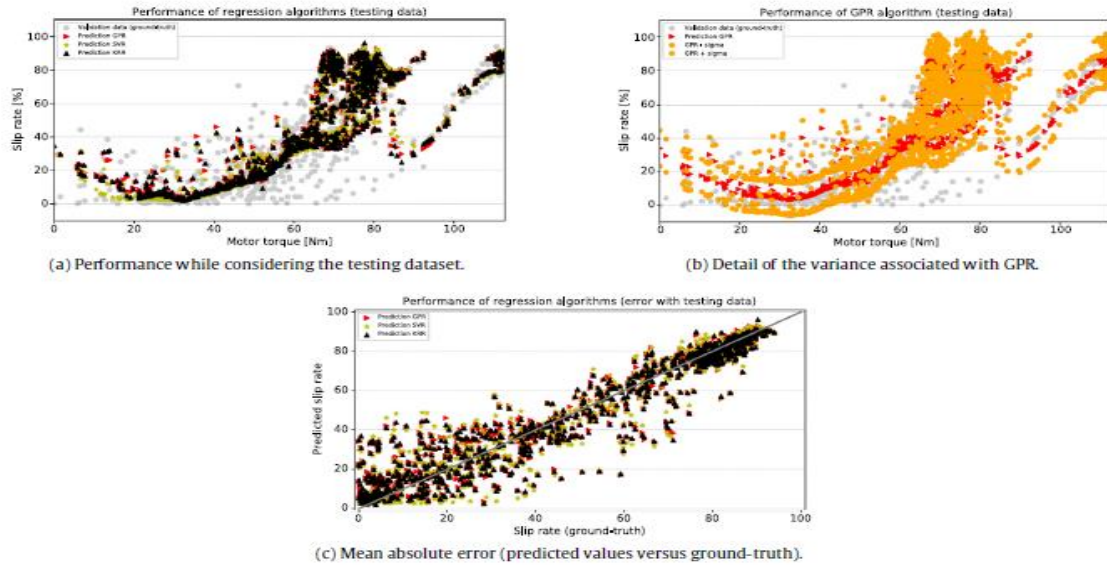 Performance of regression algorithms (testing data)
Validation data (groundtruth)
Prediction GPR
Prediction SVR
Prediction KRR
100
80
60
40
20
0
Slip rate [%]
0 20 40 60 80 100
Motor torque [Nm]
(a) Performance while considering the testing dataset.
Performance of GPR algorithm (testing data)
Validation data (ground-truth)
Prediction GPR
GPR- sigma
GPR + sigma
100
80
60
40
20
0
Slip rate [%]
0 20 40 60 80 100
Motor torque [Nm]
(b) Detail of the variance associated with GPR.
Performance of regression algorithms (error with testing data)
Prediction GPR
Prediction SVR
Prediction KRR
100
80
60
40
20
0
Predicted slip rate
0 20 40 60 80 100
Slip rate (ground-truth)
(c) Mean absolute error (predicted values versus ground-truth).